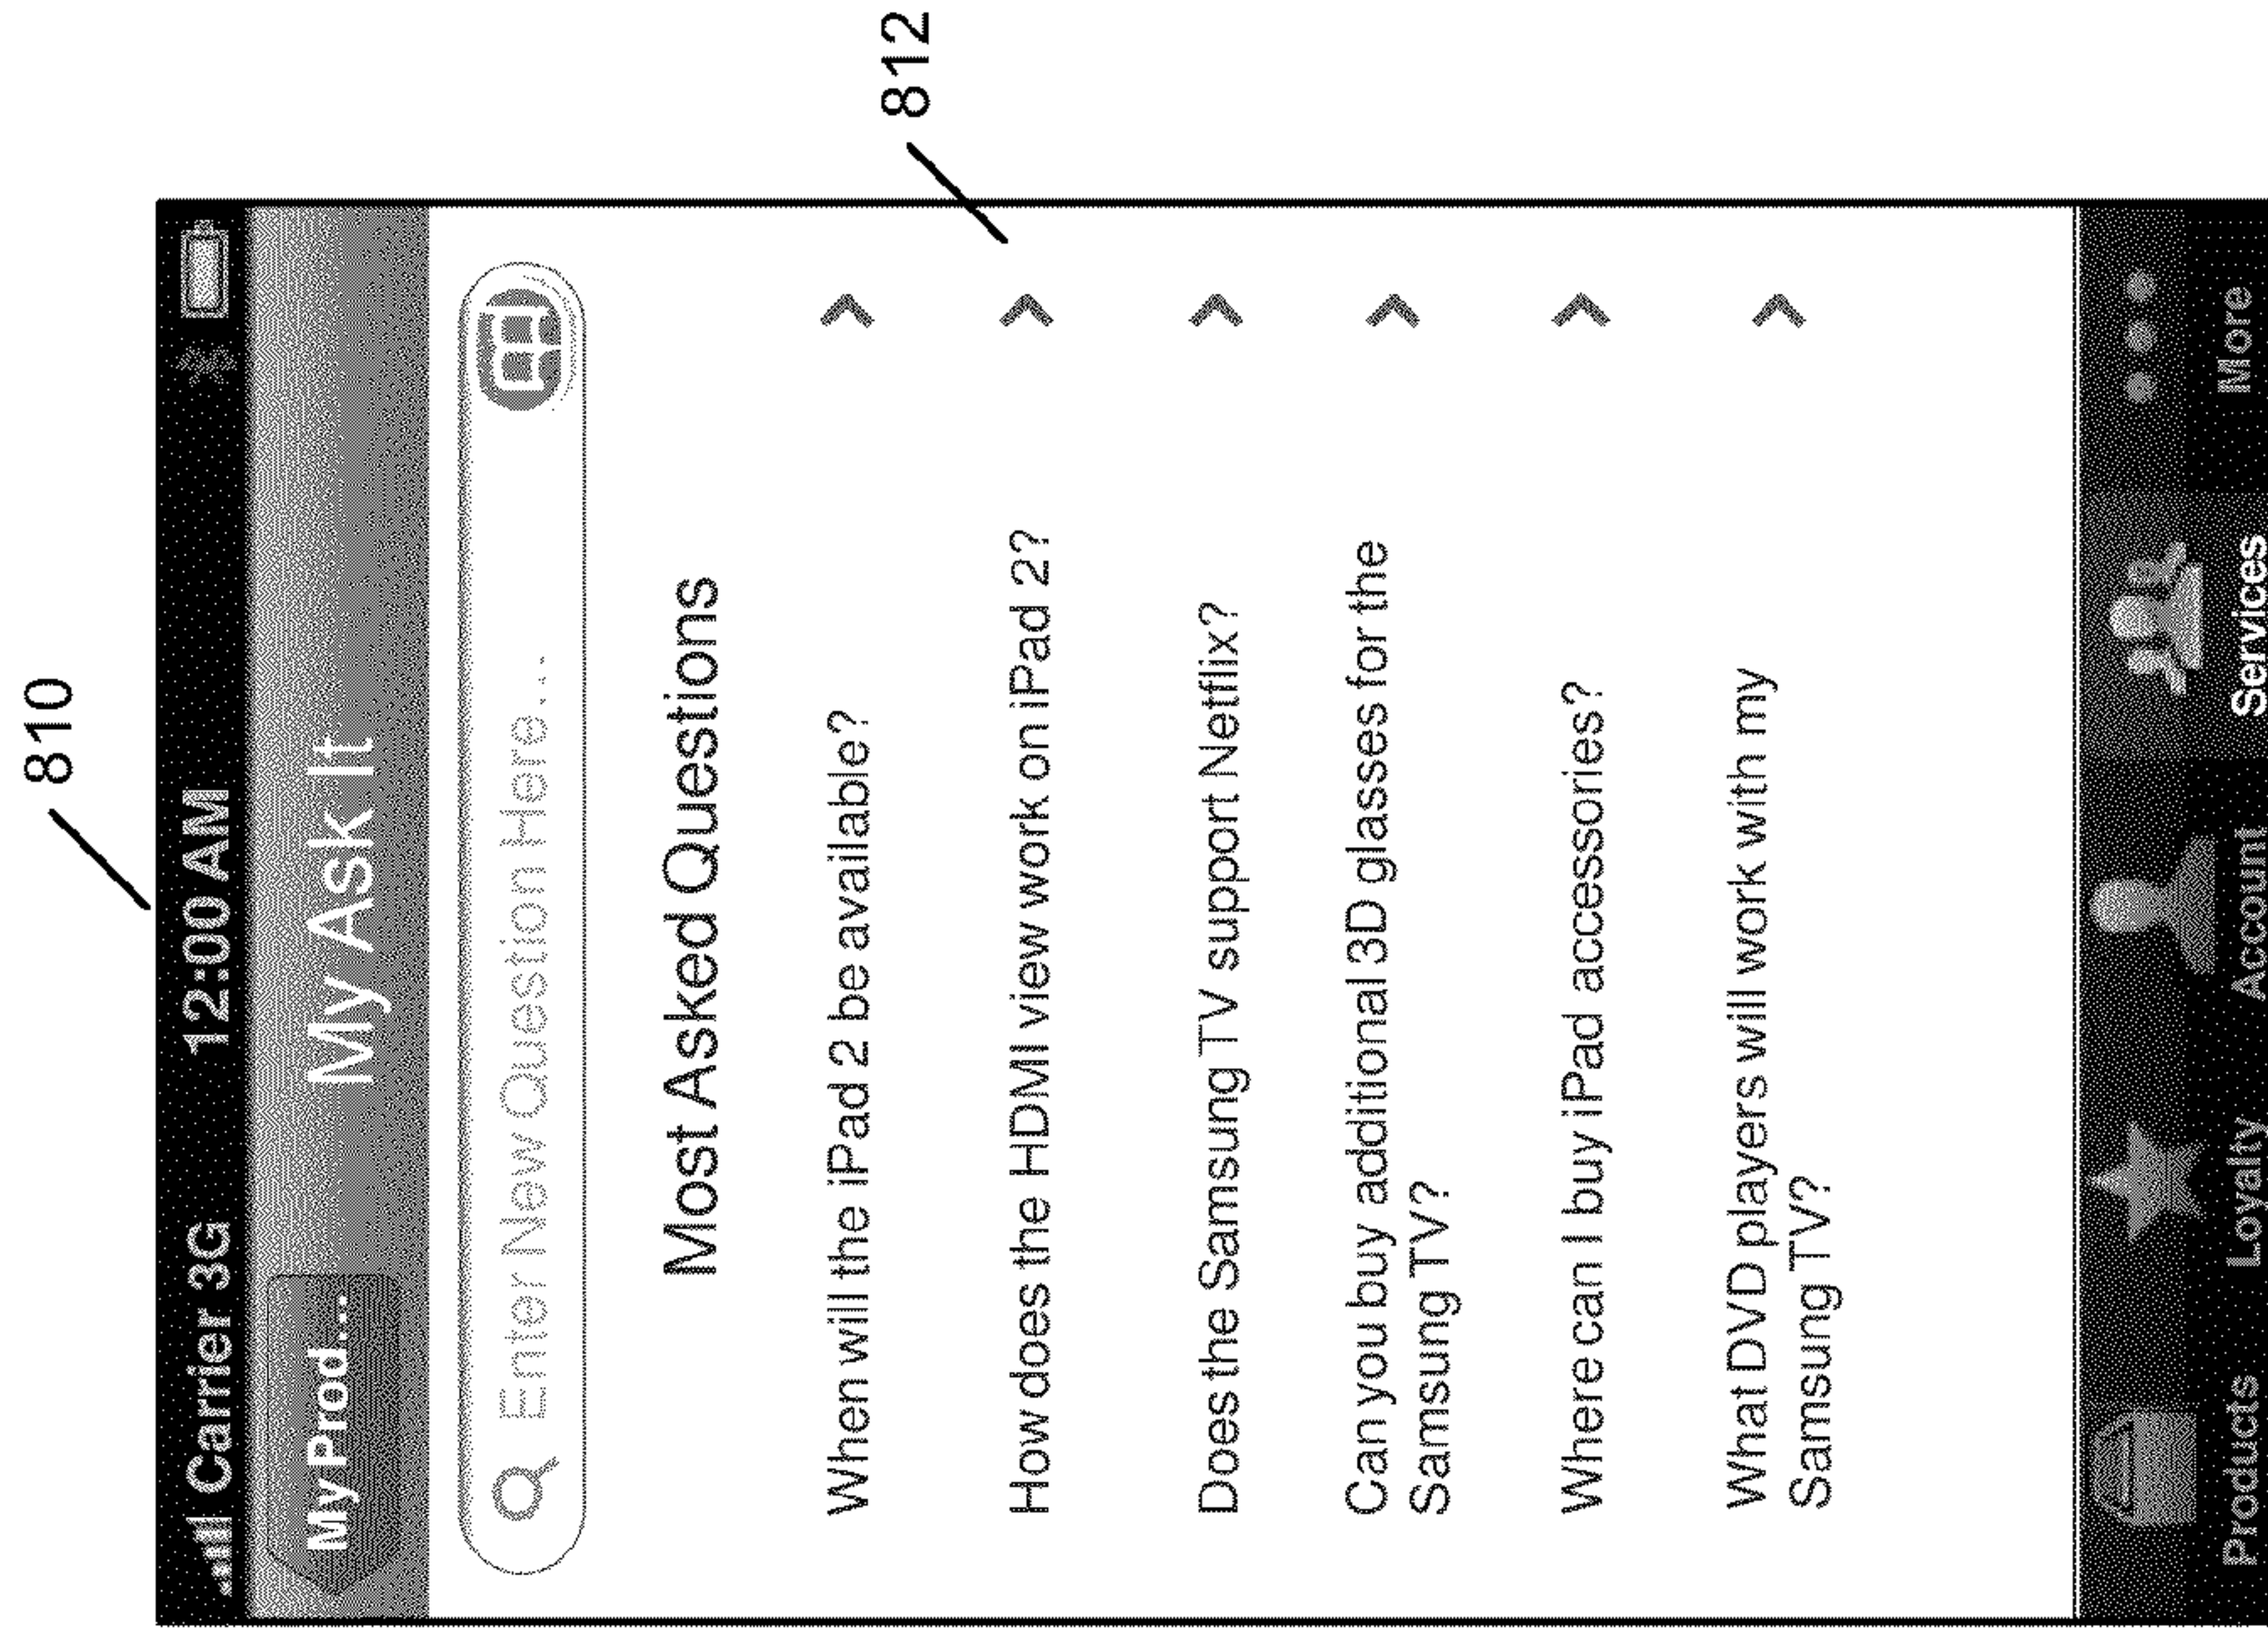 810
Carrier 3G 12:00 AM
My Prod... My Ask It
Enter New Question Here...
Most Asked Questions
When will the iPad 2 be available?
812
How does the HDMI view work on iPad 2?
Does the Samsung TV support Netflix?
Can you buy additional 3D glasses for the
Samsung TV?
Where can I buy iPad accessories?
What DVD players will work with my
Samsung TV?
Products Loyalty Account Services More